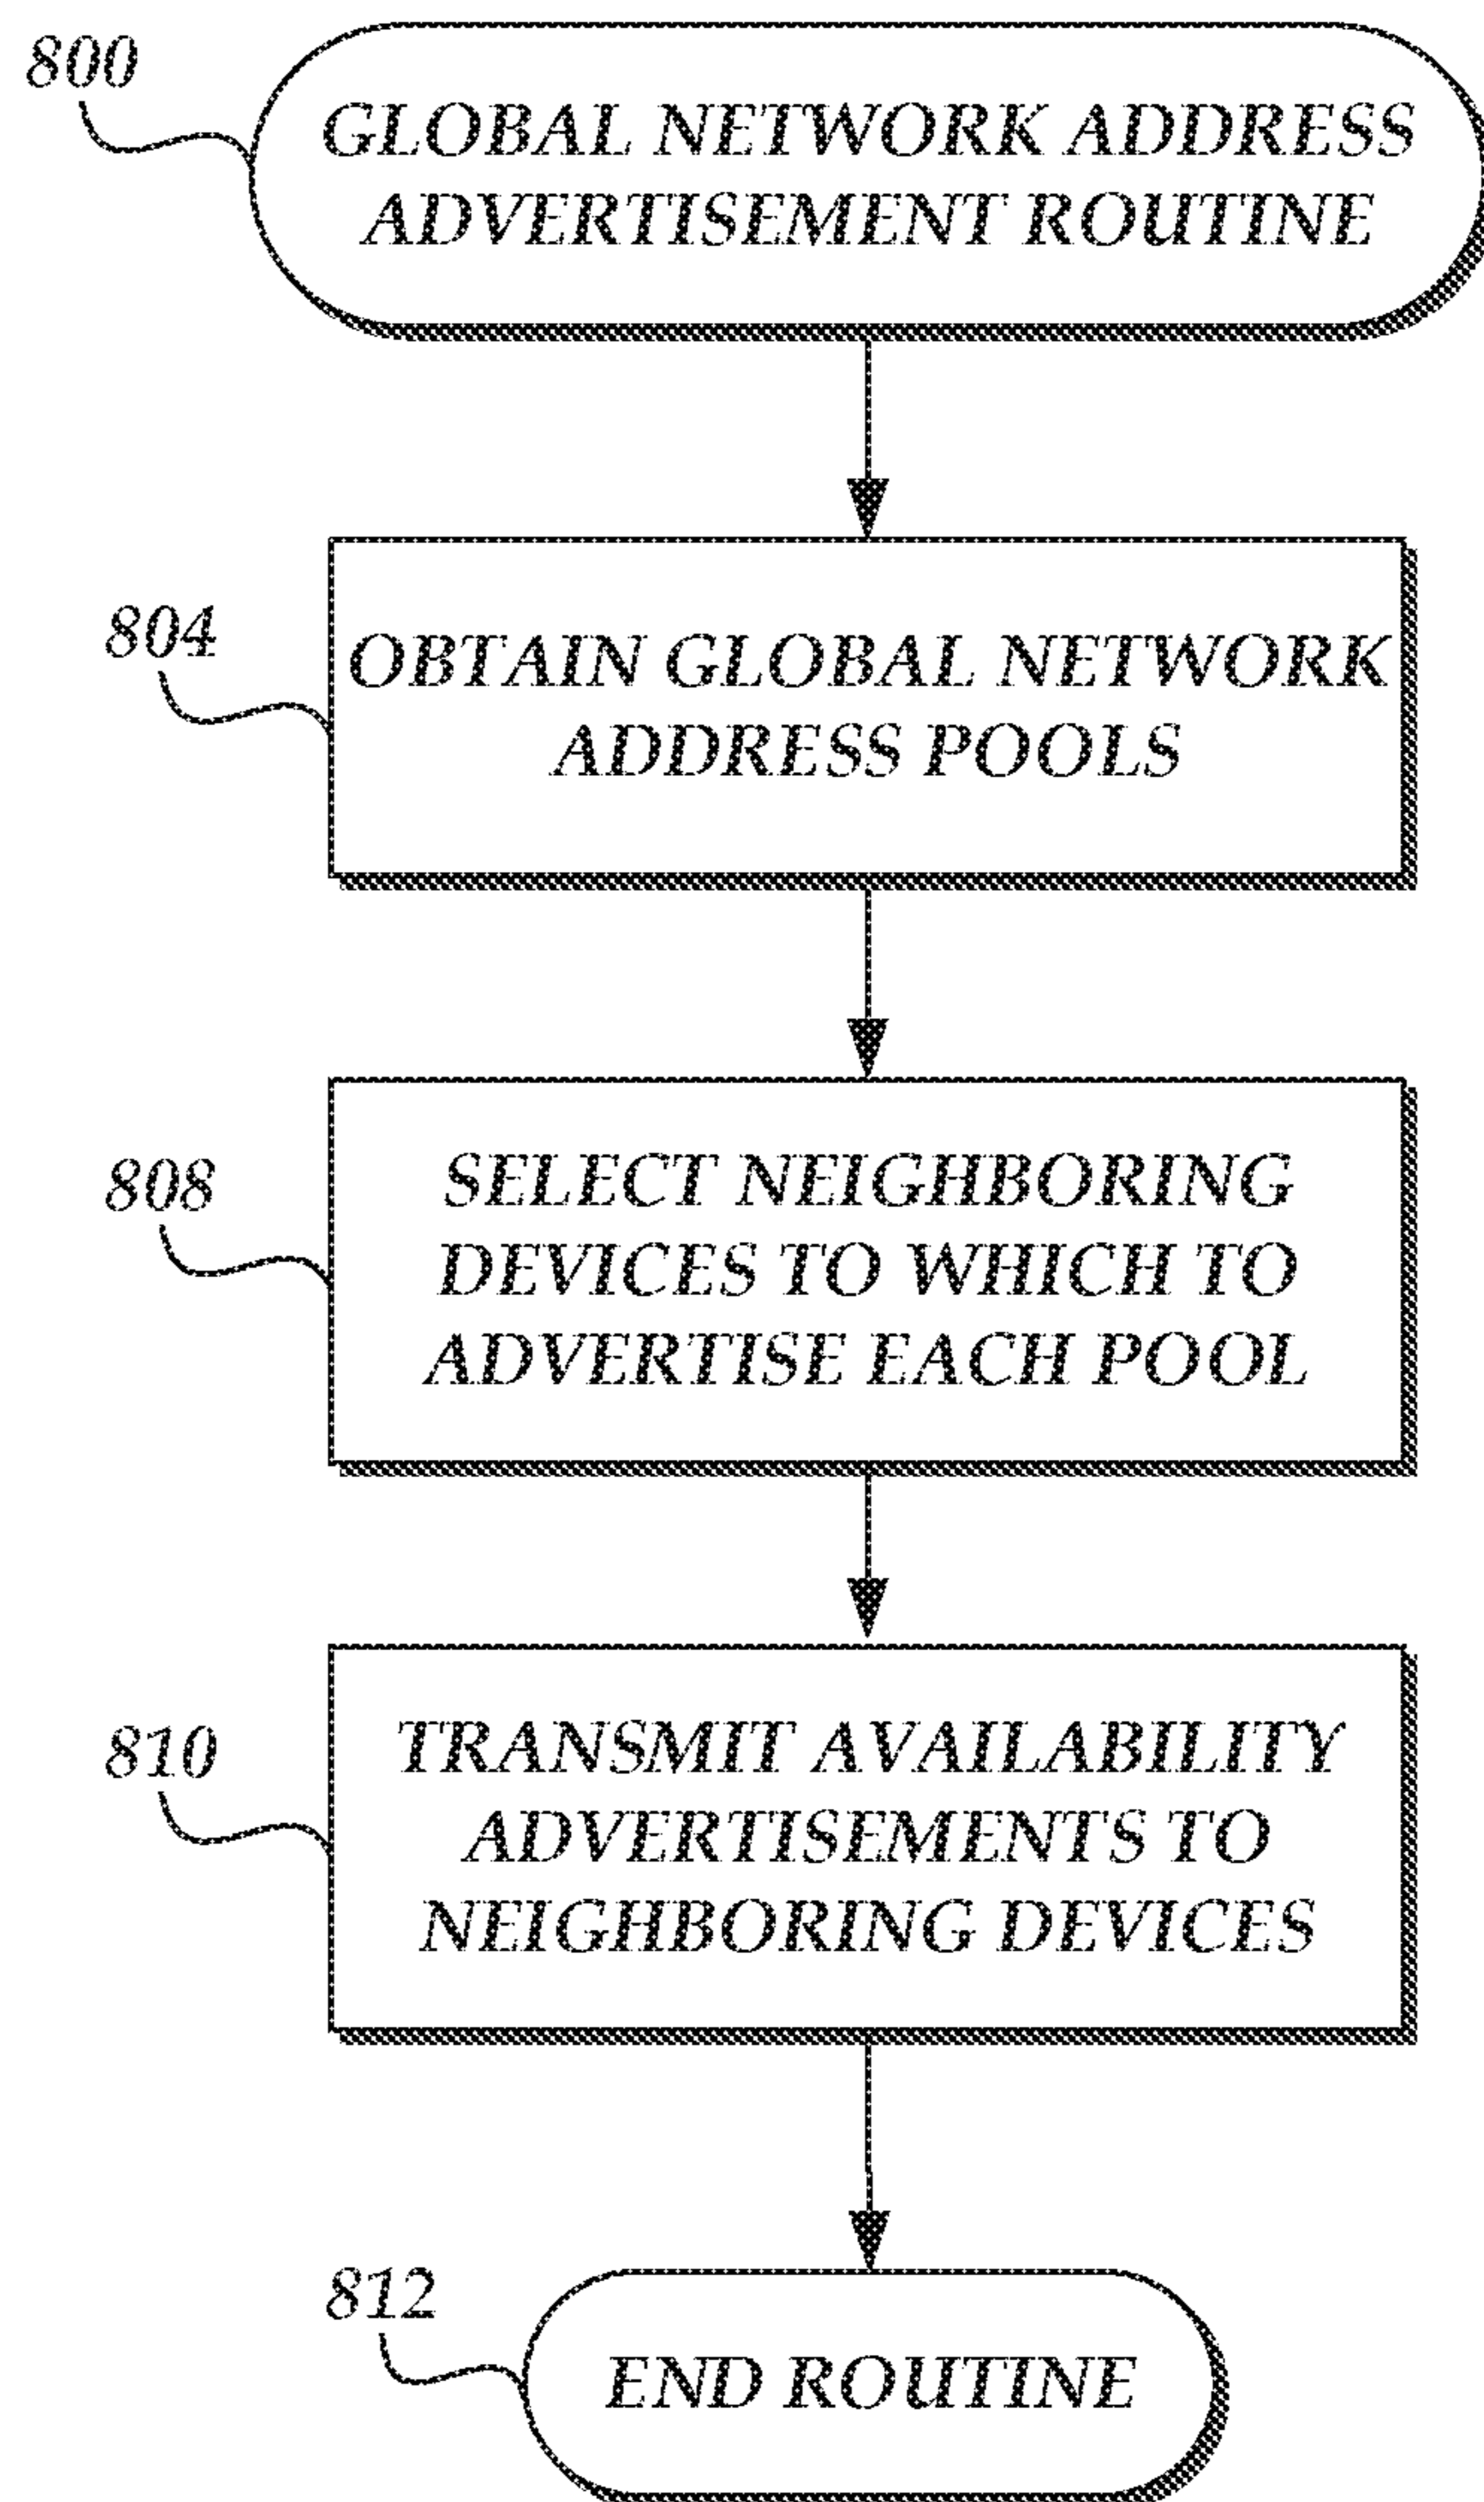 800
GLOBAL NETWORK ADDRESS
ADVERTISEMENT ROUTINE
804
OBTAIN GLOBAL NETWORK
ADDRESS POOLS
808
SELECT NEIGHBORING
DEVICES TO WHICH TO
ADVERTISE EACH POOL
810
TRANSMIT AVAILABILITY
ADVERTISEMENTS TO
NEIGHBORING DEVICES
812
END ROUTINE